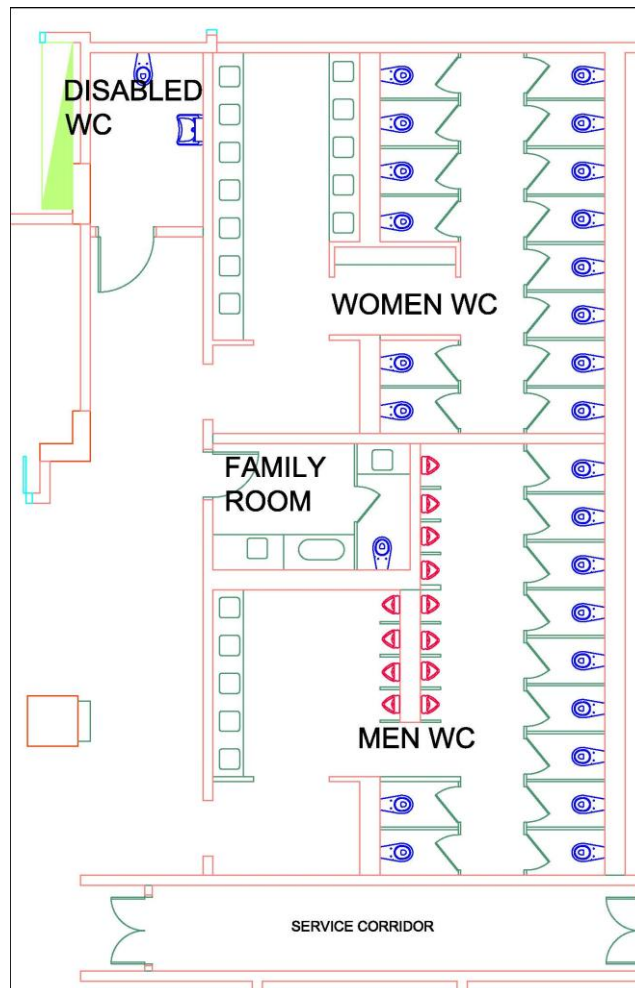 DISABLED
WC
WOMEN WC
FAMILY
ROOM
MEN WC
SERVICE CORRIDOR